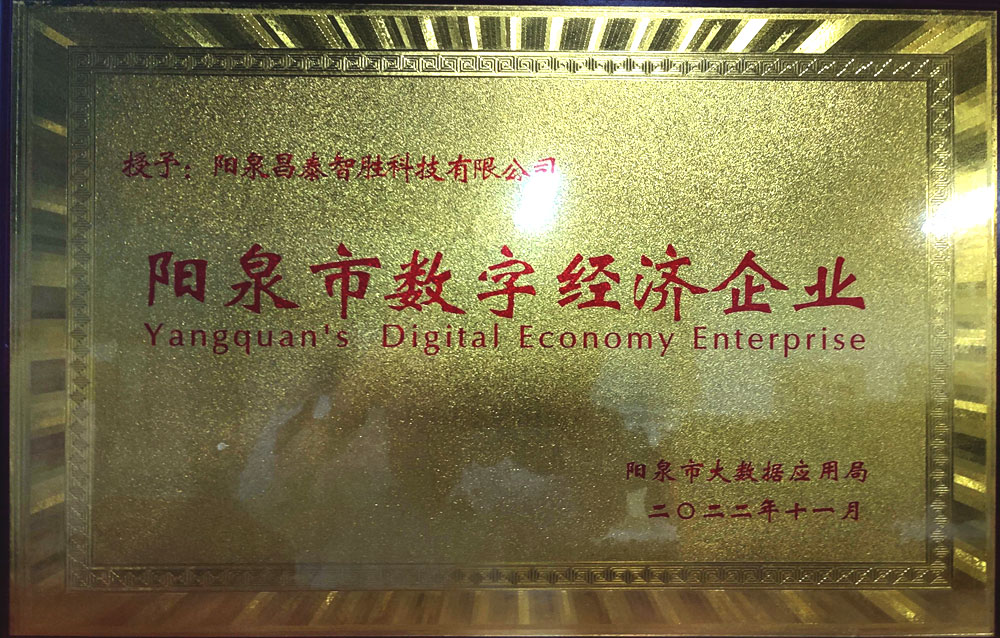 授予：阳泉昌泰智胜科技有限公司
阳泉市数字经济企业
Yangquan's Digital Economy Enterprise
阳泉市大数据应用局
二〇二二年十一月